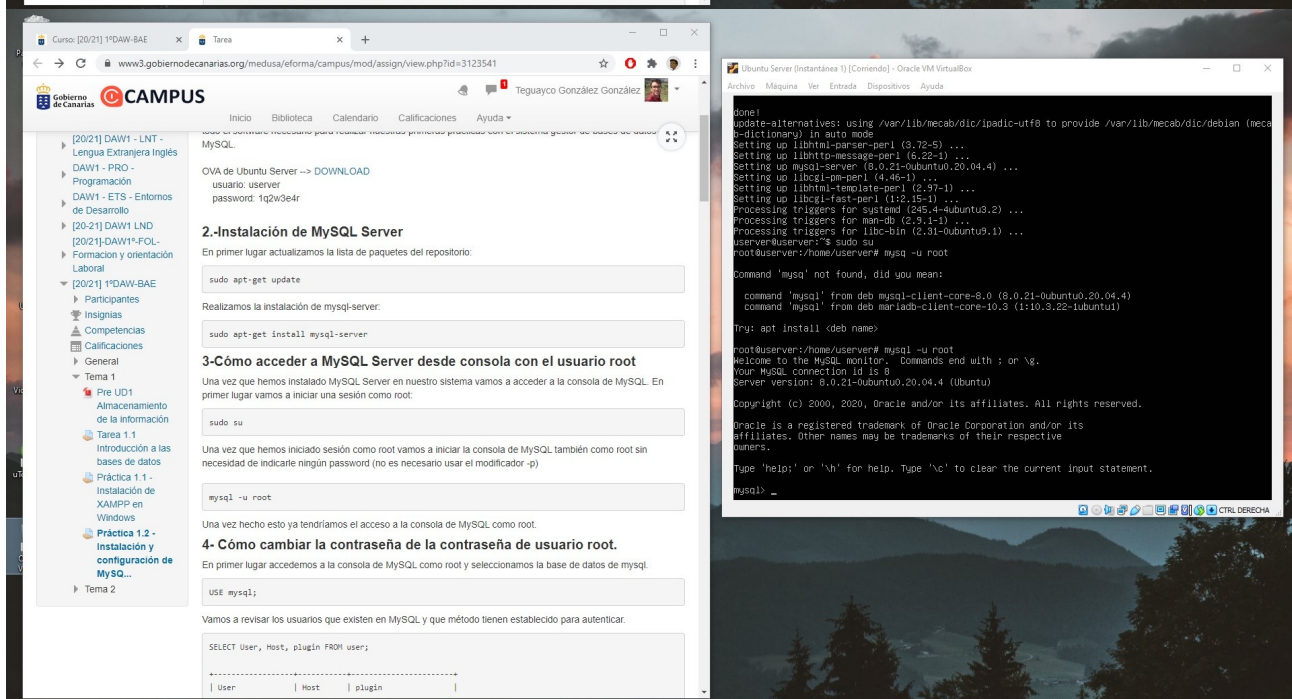 Curso: [20/21] 1ºDAW-BAE
Tarea
www3.gobiernodecanarias.org/medusa/eforma/campus/mod/assign/view.php?id=3123541
Gobierno de Canarias
CAMPUS
1
Teguayco González González
Inicio Biblioteca Calendario Calificaciones Ayuda
[20/21] DAW1 - LNT -
Lengua Extranjera Inglés
DAW1 - PRO -
Programación
DAW1 - ETS - Entornos
de Desarrollo
[20-21] DAW1 LND
[20/21]-DAW1º-FOL-
Formacion y orientación
Laboral
[20/21] 1ºDAW-BAE
Participantes
Insignias
Competencias
Calificaciones
General
Tema 1
Pre UD1
Almacenamiento
de la información
Tarea 1.1
Introducción a las
bases de datos
Práctica 1.1 -
Instalación de
XAMPP en
Windows
Práctica 1.2 -
Instalación y
configuración de
MySQ...
Tema 2
todo el software necesario para realizar nuestras primeras prácticas con el sistema gestor de bases de datos
MySQL.
OVA de Ubuntu Server --> DOWNLOAD
usuario: userver
password: 1q2w3e4r
2.-Instalación de MySQL Server
En primer lugar actualizamos la lista de paquetes del repositorio:
sudo apt-get update
Realizamos la instalación de mysql-server:
sudo apt-get install mysql-server
3-Cómo acceder a MySQL Server desde consola con el usuario root
Una vez que hemos instalado MySQL Server en nuestro sistema vamos a acceder a la consola de MySQL. En
primer lugar vamos a iniciar una sesión como root:
sudo su
Una vez que hemos iniciado sesión como root vamos a iniciar la consola de MySQL también como root sin
necesidad de indicarle ningún password (no es necesario usar el modificador -p)
mysql -u root
Una vez hecho esto ya tendríamos el acceso a la consola de MySQL como root.
4- Cómo cambiar la contraseña de la contraseña de usuario root.
En primer lugar accedemos a la consola de MySQL como root y seleccionamos la base de datos de mysql.
USE mysql;
Vamos a revisar los usuarios que existen en MySQL y que método tienen establecido para autenticar.
SELECT User, Host, plugin FROM user;
+------------------+-----------+-----------------------+
| User | Host | plugin |
Ubuntu Server (Instantánea 1) [Corriendo] - Oracle VM VirtualBox
Archivo Máquina Ver Entrada Dispositivos Ayuda
done!
update-alternatives: using /var/lib/mecab/dic/ipadic-utf8 to provide /var/lib/mecab/dic/debian (meca
b-dictionary) in auto mode
Setting up libhtml-parser-perl (3.72-5) ...
Setting up libhttp-message-perl (6.22-1) ...
Setting up mysql-server (8.0.21-0ubuntu0.20.04.4) ...
Setting up libcgi-pm-perl (4.46-1) ...
Setting up libhtml-template-perl (2.97-1) ...
Setting up libcgi-fast-perl (1:2.15-1) ...
Processing triggers for systemd (245.4-4ubuntu3.2) ...
Processing triggers for man-db (2.9.1-1) ...
Processing triggers for libc-bin (2.31-0ubuntu9.1) ...
userver@userver:~$ sudo su
root@userver:/home/userver# mysq -u root
Command 'mysq' not found, did you mean:
command 'mysql' from deb mysql-client-core-8.0 (8.0.21-0ubuntu0.20.04.4)
command 'mysql' from deb mariadb-client-core-10.3 (1:10.3.22-1ubuntu1)
Try: apt install <deb name>
root@userver:/home/userver# mysql -u root
Welcome to the MySQL monitor.  Commands end with ; or \g.
Your MySQL connection id is 8
Server version: 8.0.21-0ubuntu0.20.04.4 (Ubuntu)
Copyright (c) 2000, 2020, Oracle and/or its affiliates. All rights reserved.
Oracle is a registered trademark of Oracle Corporation and/or its
affiliates. Other names may be trademarks of their respective
owners.
Type 'help;' or '\h' for help. Type '\c' to clear the current input statement.
mysql> _
CTRL DERECHA